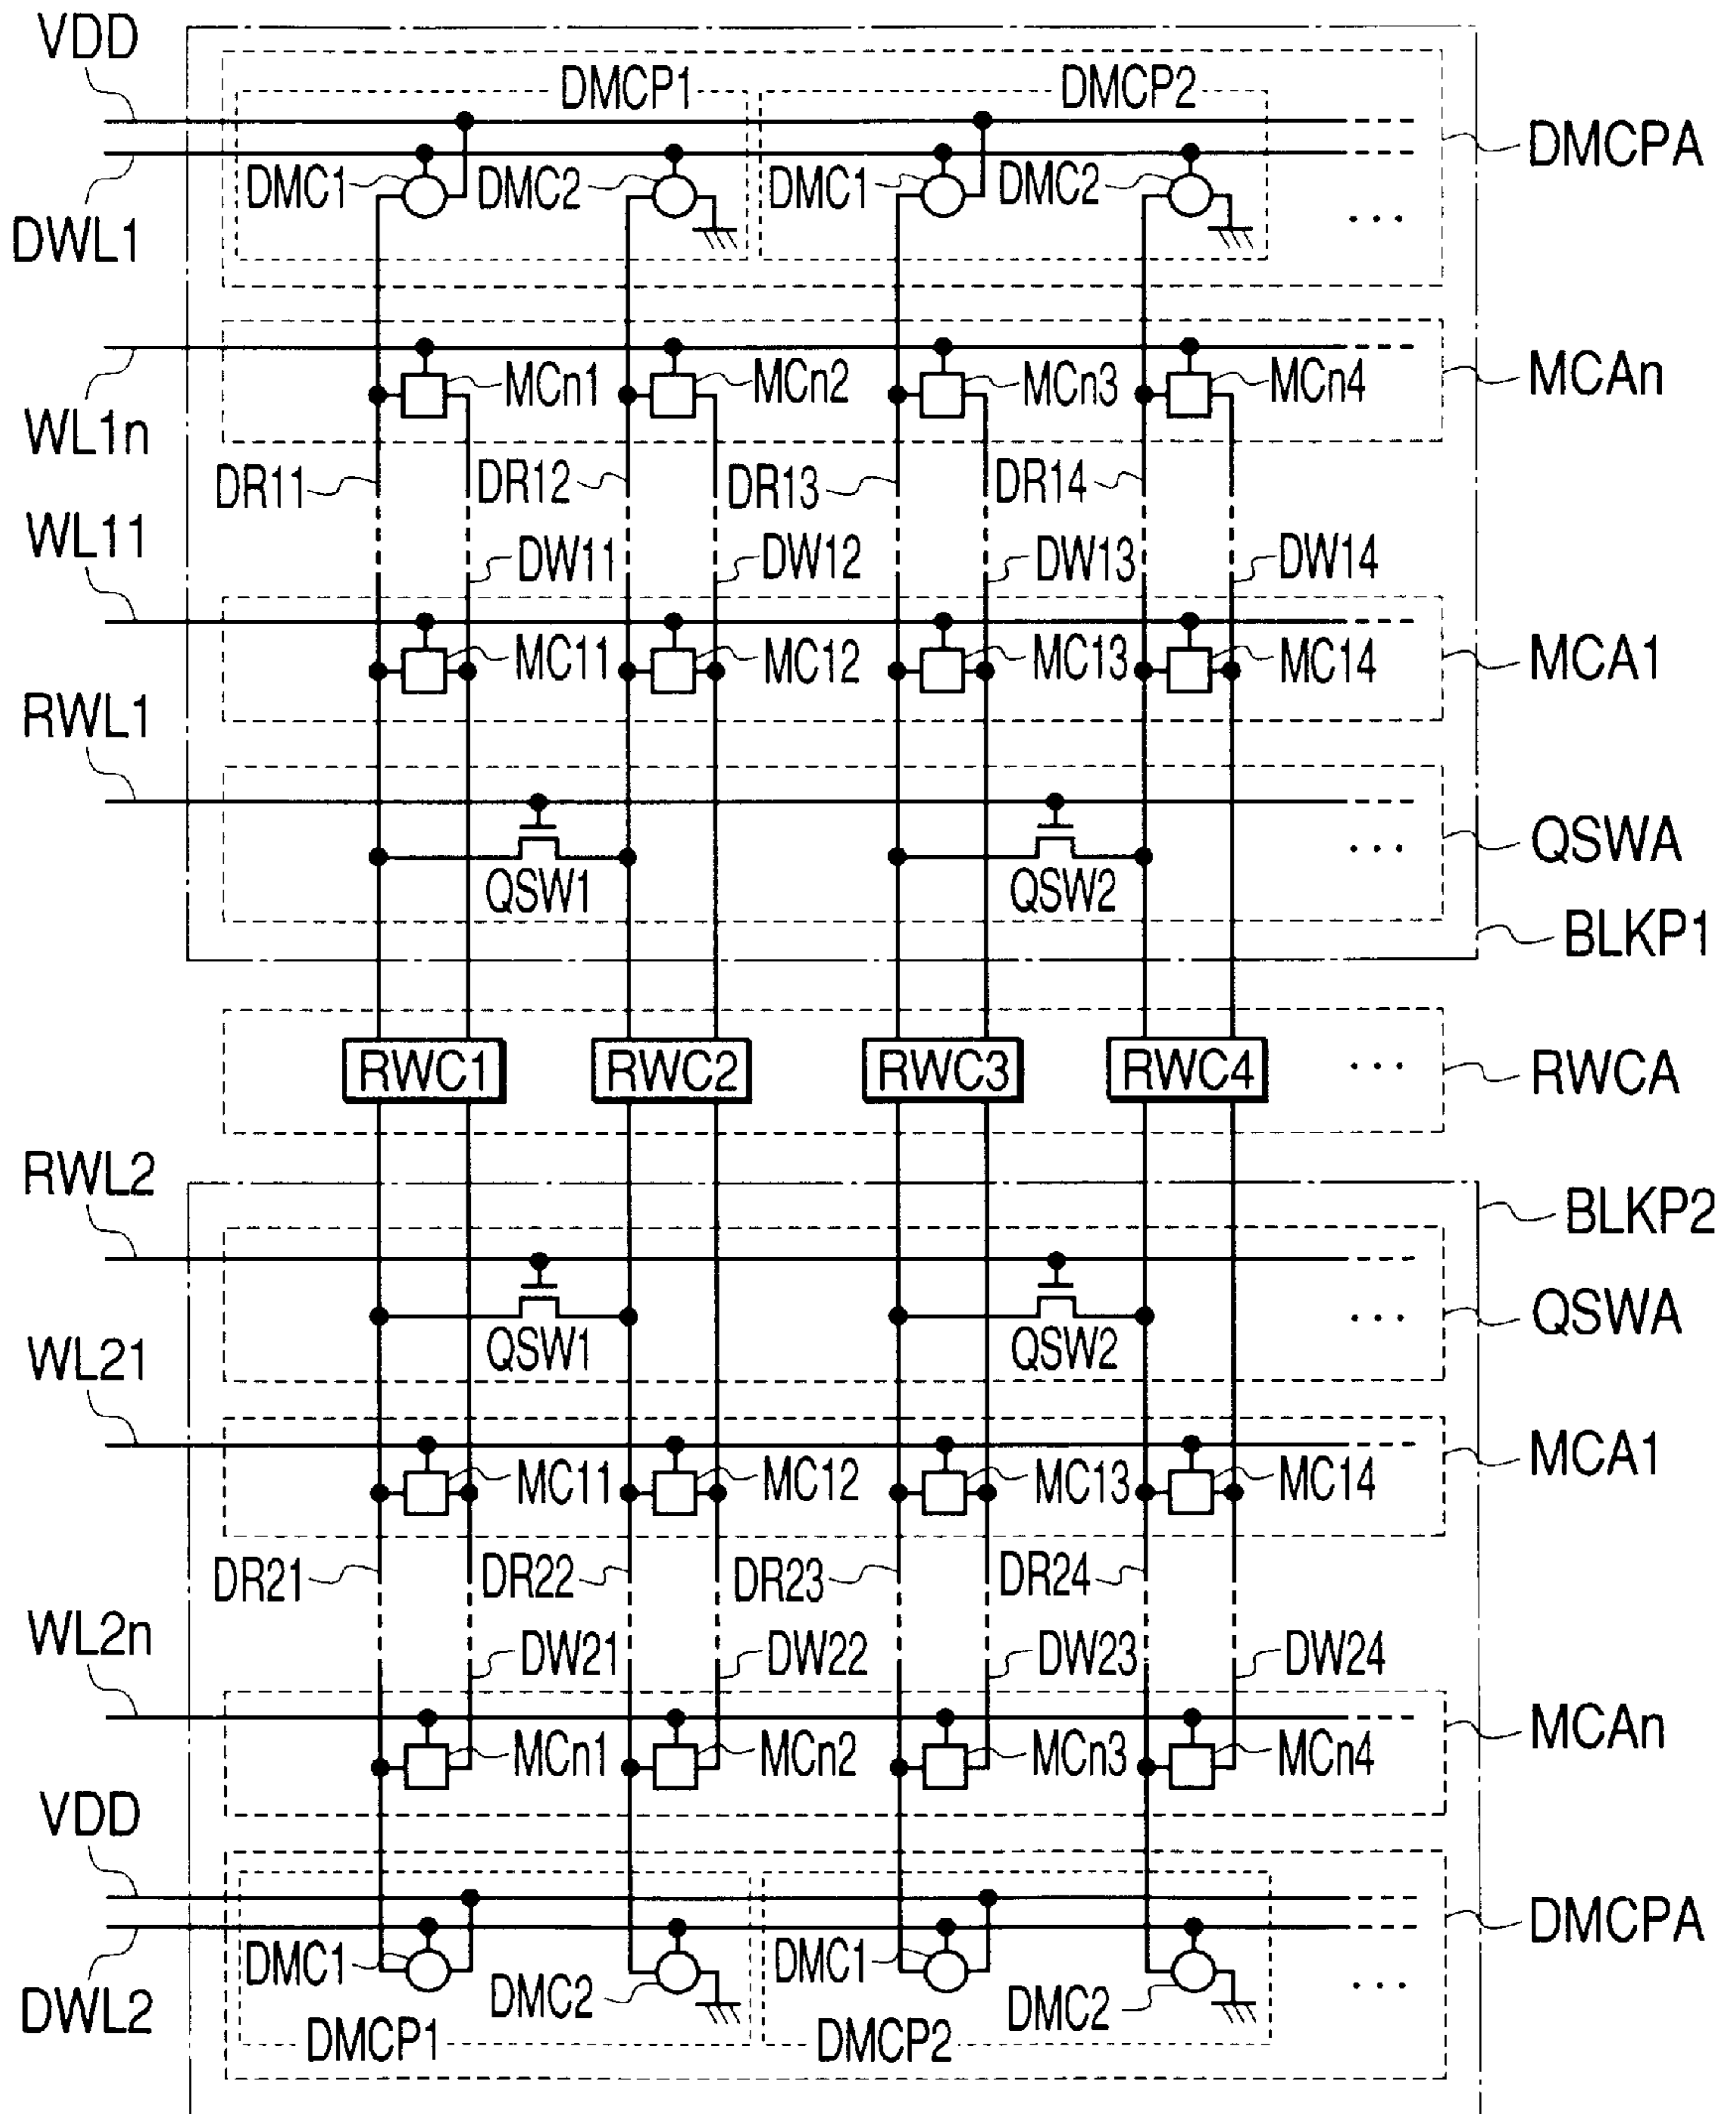 VDD
DMCP1
DMCP2
DMCPA
DMC1
DMC2
DMC1
DMC2
DWL1
...
MCn1
MCn2
MCn3
MCn4
MCAn
WL1n
DR11
DR12
DR13
DR14
WL11
DW11
DW12
DW13
DW14
MC11
MC12
MC13
MC14
MCA1
RWL1
QSW1
QSW2
...
QSWA
BLKP1
RWC1
RWC2
RWC3
RWC4
...
RWCA
RWL2
BLKP2
QSW1
QSW2
...
QSWA
WL21
MC11
MC12
MC13
MC14
MCA1
DR21
DR22
DR23
DR24
WL2n
DW21
DW22
DW23
DW24
MCn1
MCn2
MCn3
MCn4
MCAn
VDD
DMCPA
DMC1
DMC2
DMC1
DMC2
...
DWL2
DMCP1
DMCP2